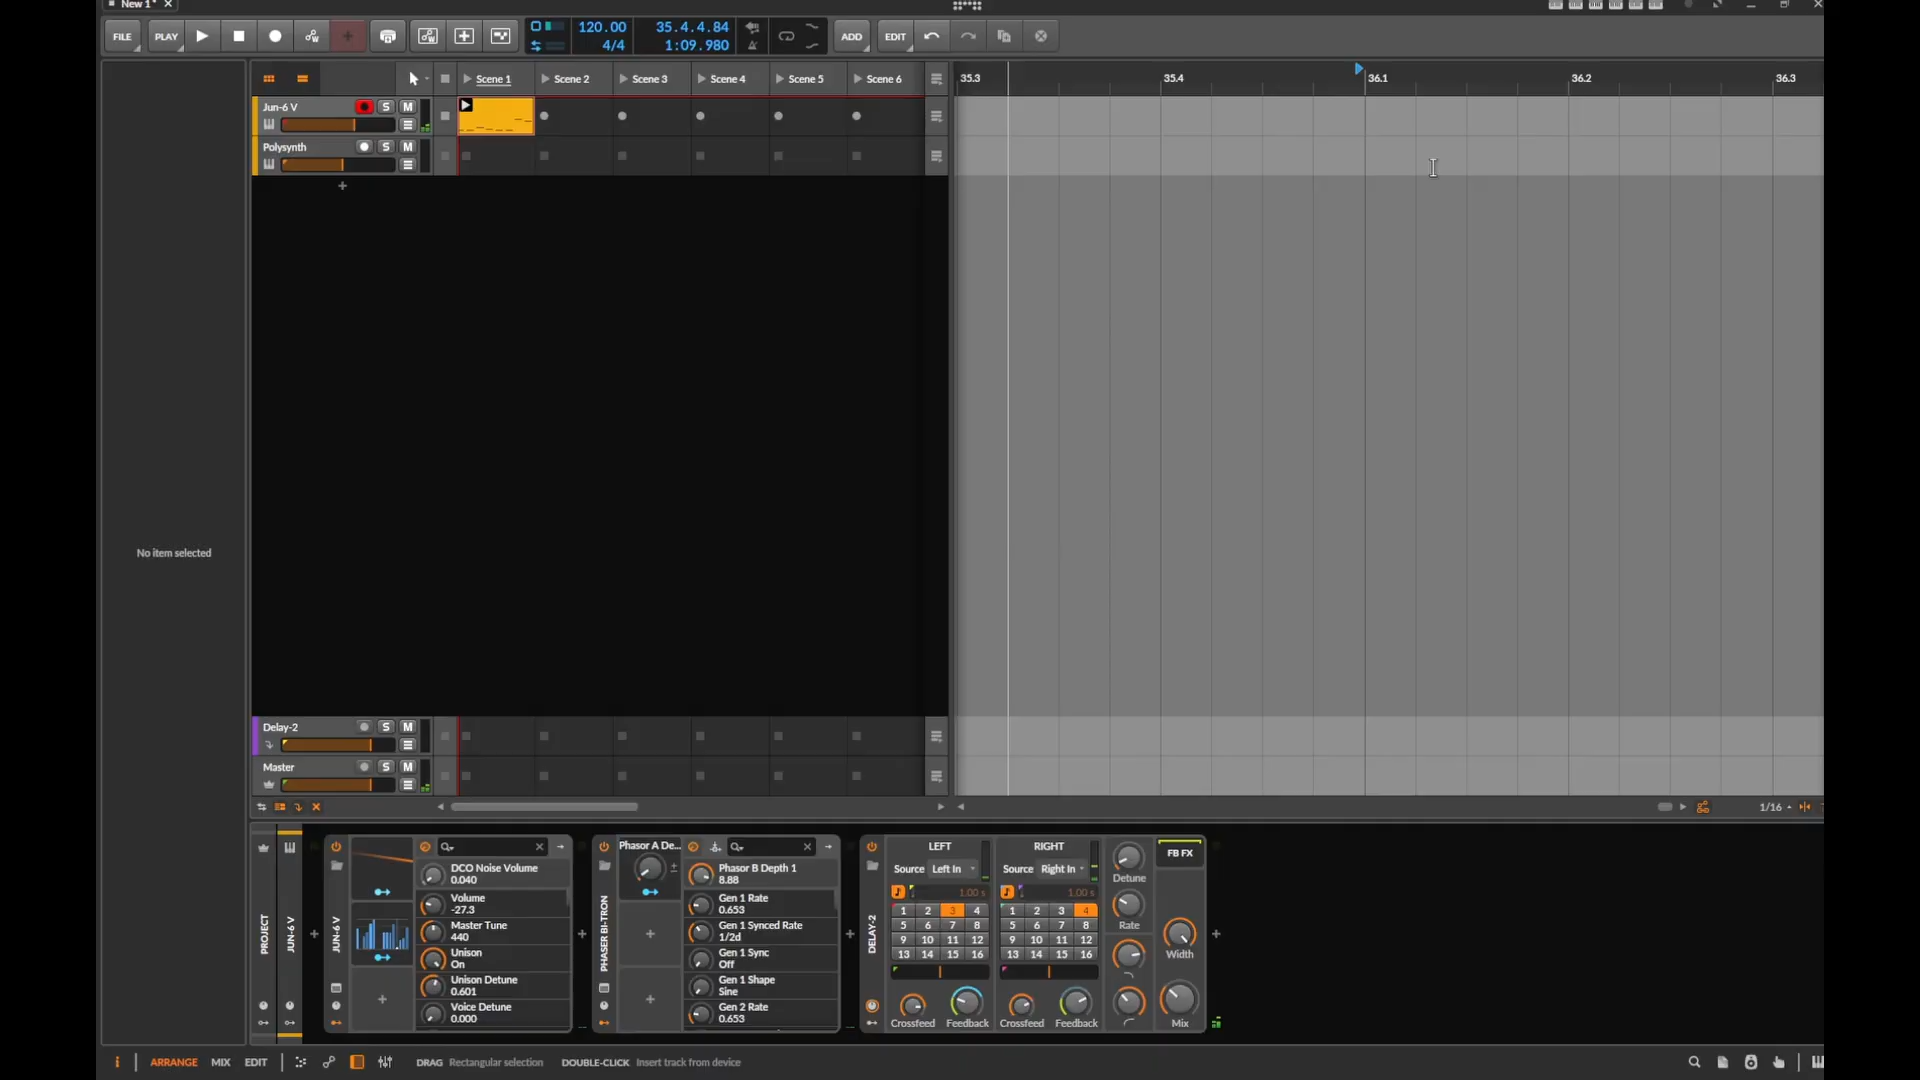 New 1*
FILE PLAY 120.00 35.4.4.84 ADD EDIT
4/4 1:09.980
Scene 1 Scene 2 Scene 3 Scene 4 Scene 5 Scene 6 35.3 35.4 36.1 36.2 36.3
Jun-6 V S M
Polysynth S M
No item selected
Delay-2 S M
Master S M
1/16
PROJECT
JUN-6 V
JUN-6 V
DCO Noise Volume
0.040
Volume
-27.3
Master Tune
440
Unison
On
Unison Detune
0.601
Voice Detune
0.000
PHASER BI-TRON
Phasor A De...
Phasor B Depth 1
8.88
Gen 1 Rate
0.653
Gen 1 Synced Rate
1/2d
Gen 1 Sync
Off
Gen 1 Shape
Sine
Gen 2 Rate
0.653
DELAY-2
LEFT
Source Left In
1.00 s
1 2 3 4
5 6 7 8
9 10 11 12
13 14 15 16
Crossfeed Feedback
RIGHT
Source Right In
1.00 s
1 2 3 4
5 6 7 8
9 10 11 12
13 14 15 16
Crossfeed Feedback
Detune
Rate
FB FX
Width
Mix
i ARRANGE MIX EDIT DRAG Rectangular selection DOUBLE-CLICK Insert track from device